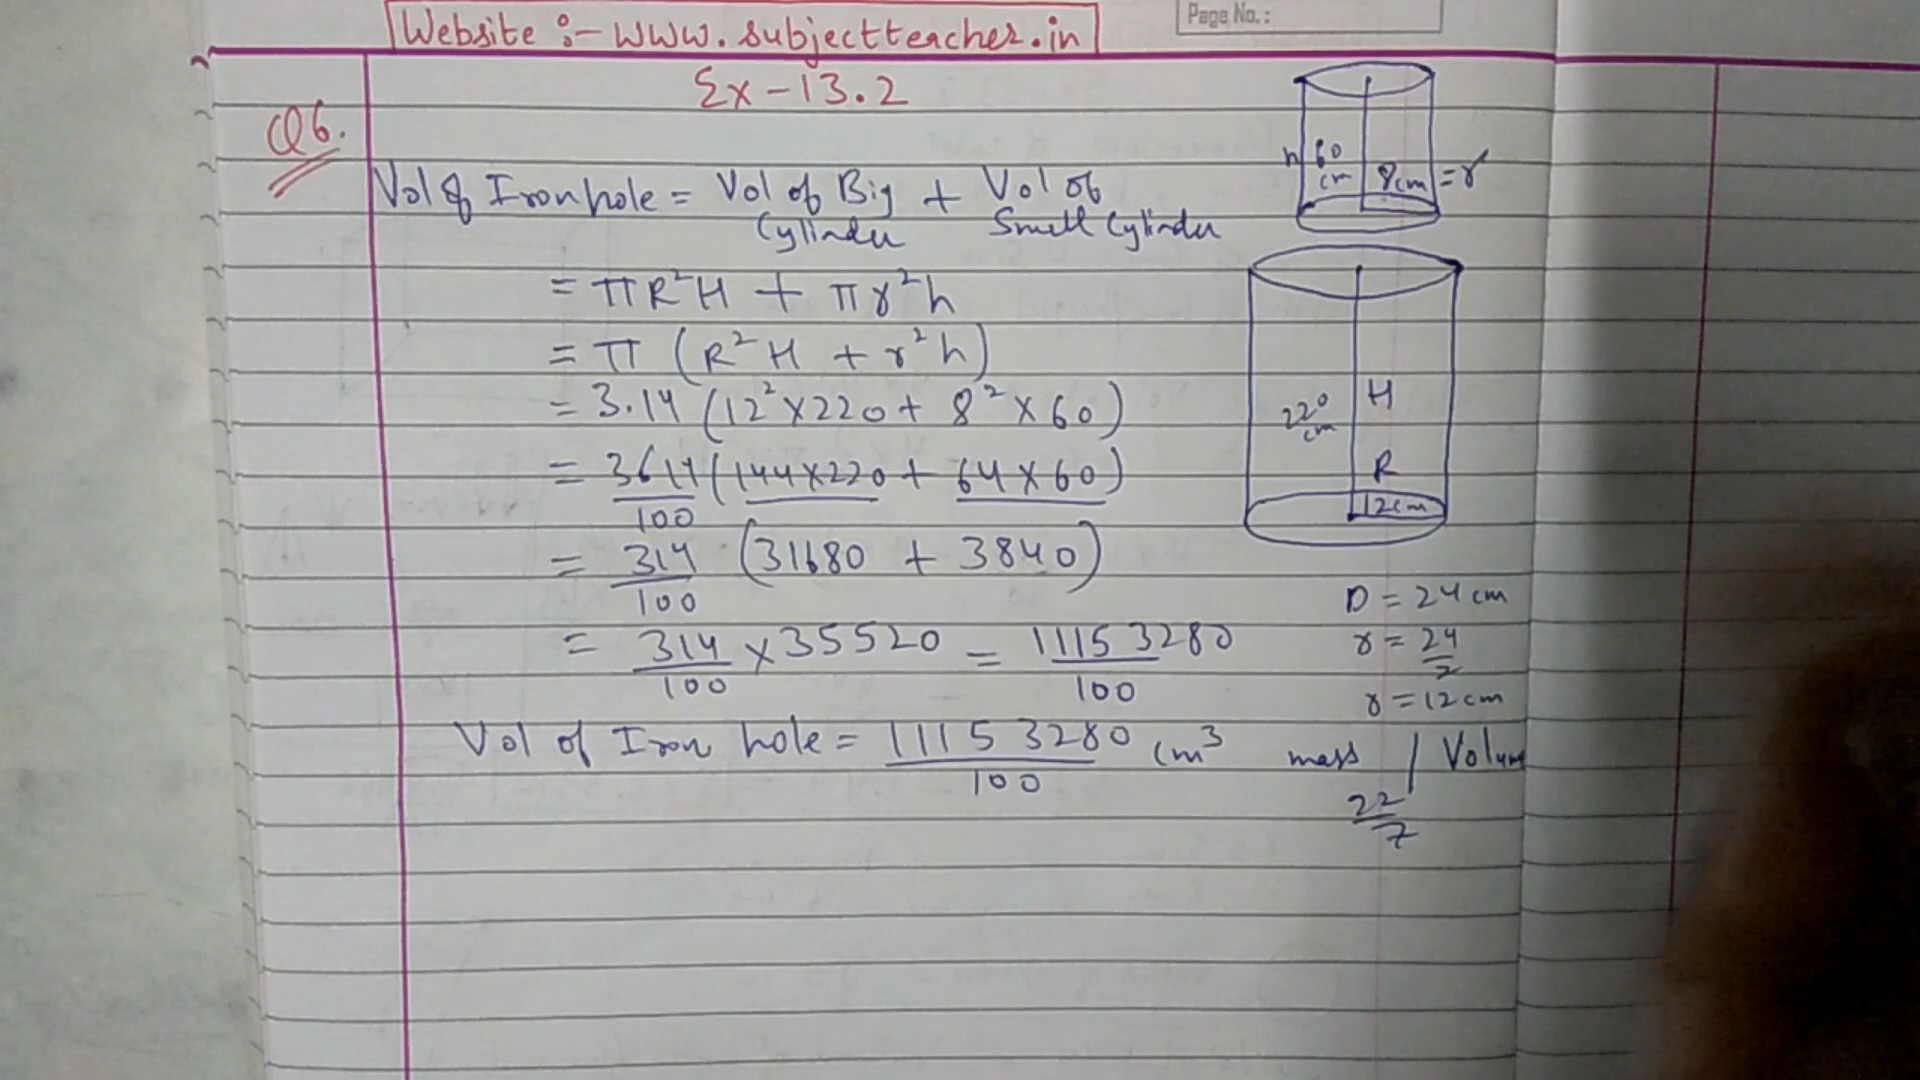 Website :- www.subjectteacher.in
Page No.:
Ex-13.2
Q6.
h 60 cm 8cm = r
Vol of Iron hole = Vol of Big Cylinder + Vol of Small Cylinder
= πR²H + πr²h
= π (R²H + r²h)
= 3.14 (12²×220 + 8²×60)
220 cm H
R
12cm
= 3614/100 (144×220 + 64×60)
= 314/100 (31680 + 3840)
D = 24 cm
= 314/100 × 35520 = 11153280/100
r = 24/2
r = 12 cm
Vol of Iron hole = 11153280/100 cm³
mass / Volume
22/7